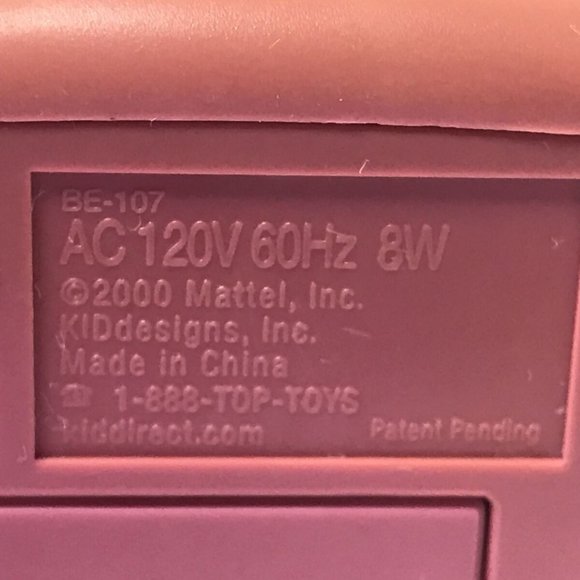 BE-107
AC 120V 60Hz 8W
©2000 Mattel, Inc.
KIDdesigns, Inc.
Made in China
☎ 1-888-TOP-TOYS
kiddirect.com
Patent Pending